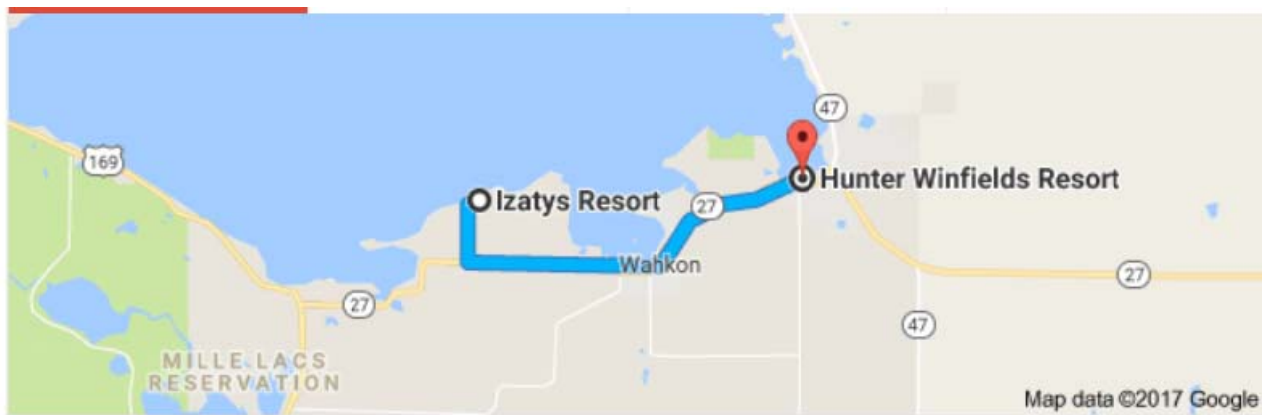 47
169
Hunter Winfields Resort
Izatys Resort
27
Wahkon
27
27
47
MILLE LACS
RESERVATION
Map data ©2017 Google